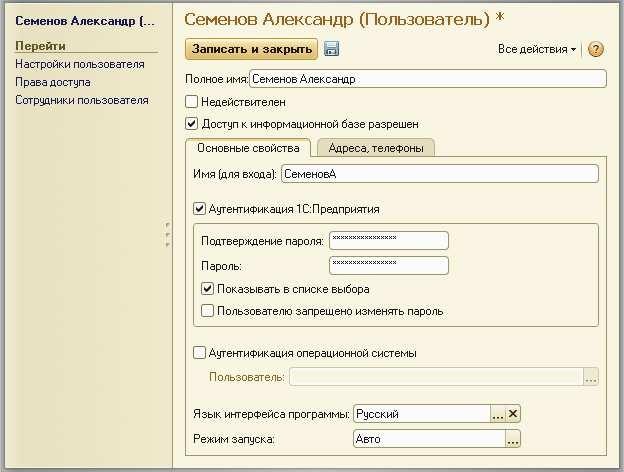 Семенов Александр (...
Перейти
Настройки пользователя
Права доступа
Сотрудники пользователя
Семенов Александр (Пользователь) *
Записать и закрыть
Все действия
?
Полное имя: Семенов Александр
Недействителен
Доступ к информационной базе разрешен
Основные свойства
Адреса, телефоны
Имя (для входа): СеменовА
Аутентификация 1С:Предприятия
Подтверждение пароля: ****************
Пароль: ****************
Показывать в списке выбора
Пользователю запрещено изменять пароль
Аутентификация операционной системы
Пользователь: ...
Язык интерфейса программы: Русский ... ×
Режим запуска: Авто ...